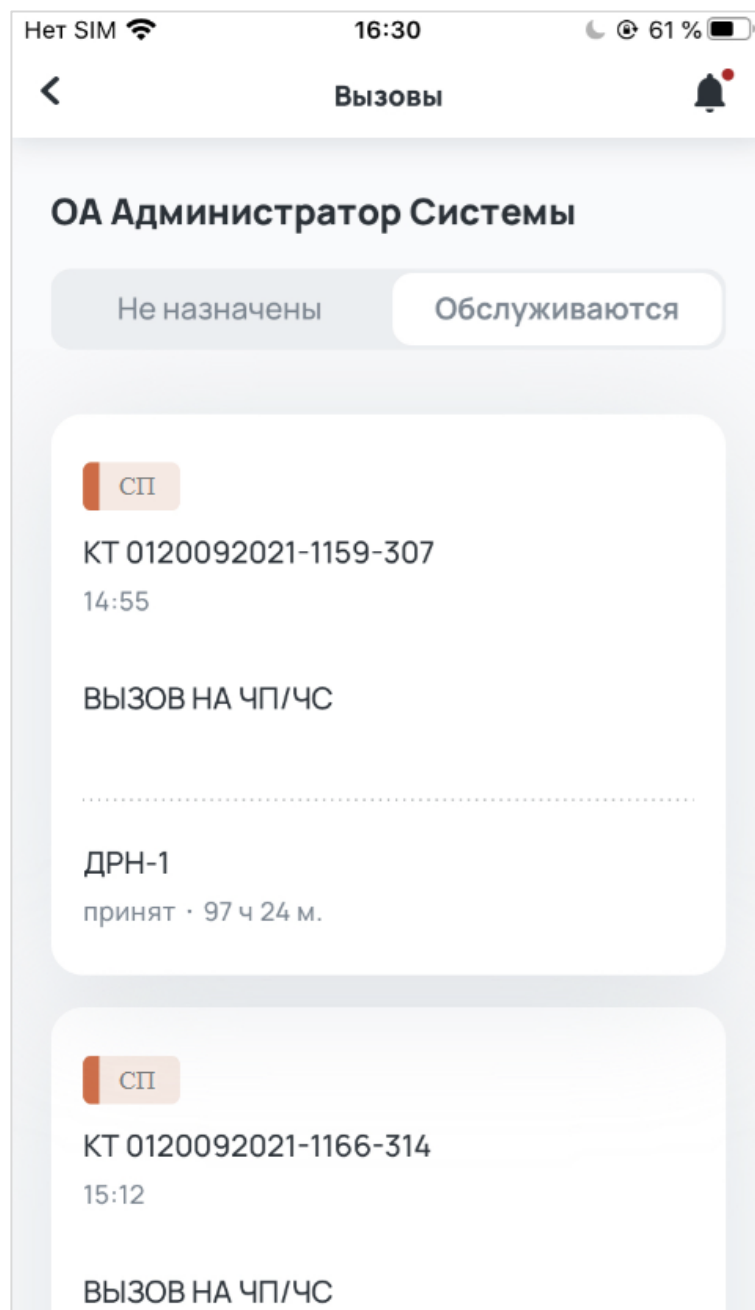 Нет SIM 16:30 61 %
Вызовы
ОА Администратор Системы
Не назначены Обслуживаются
СП
КТ 0120092021-1159-307
14:55
ВЫЗОВ НА ЧП/ЧС
ДРН-1
принят · 97 ч 24 м.
СП
КТ 0120092021-1166-314
15:12
ВЫЗОВ НА ЧП/ЧС